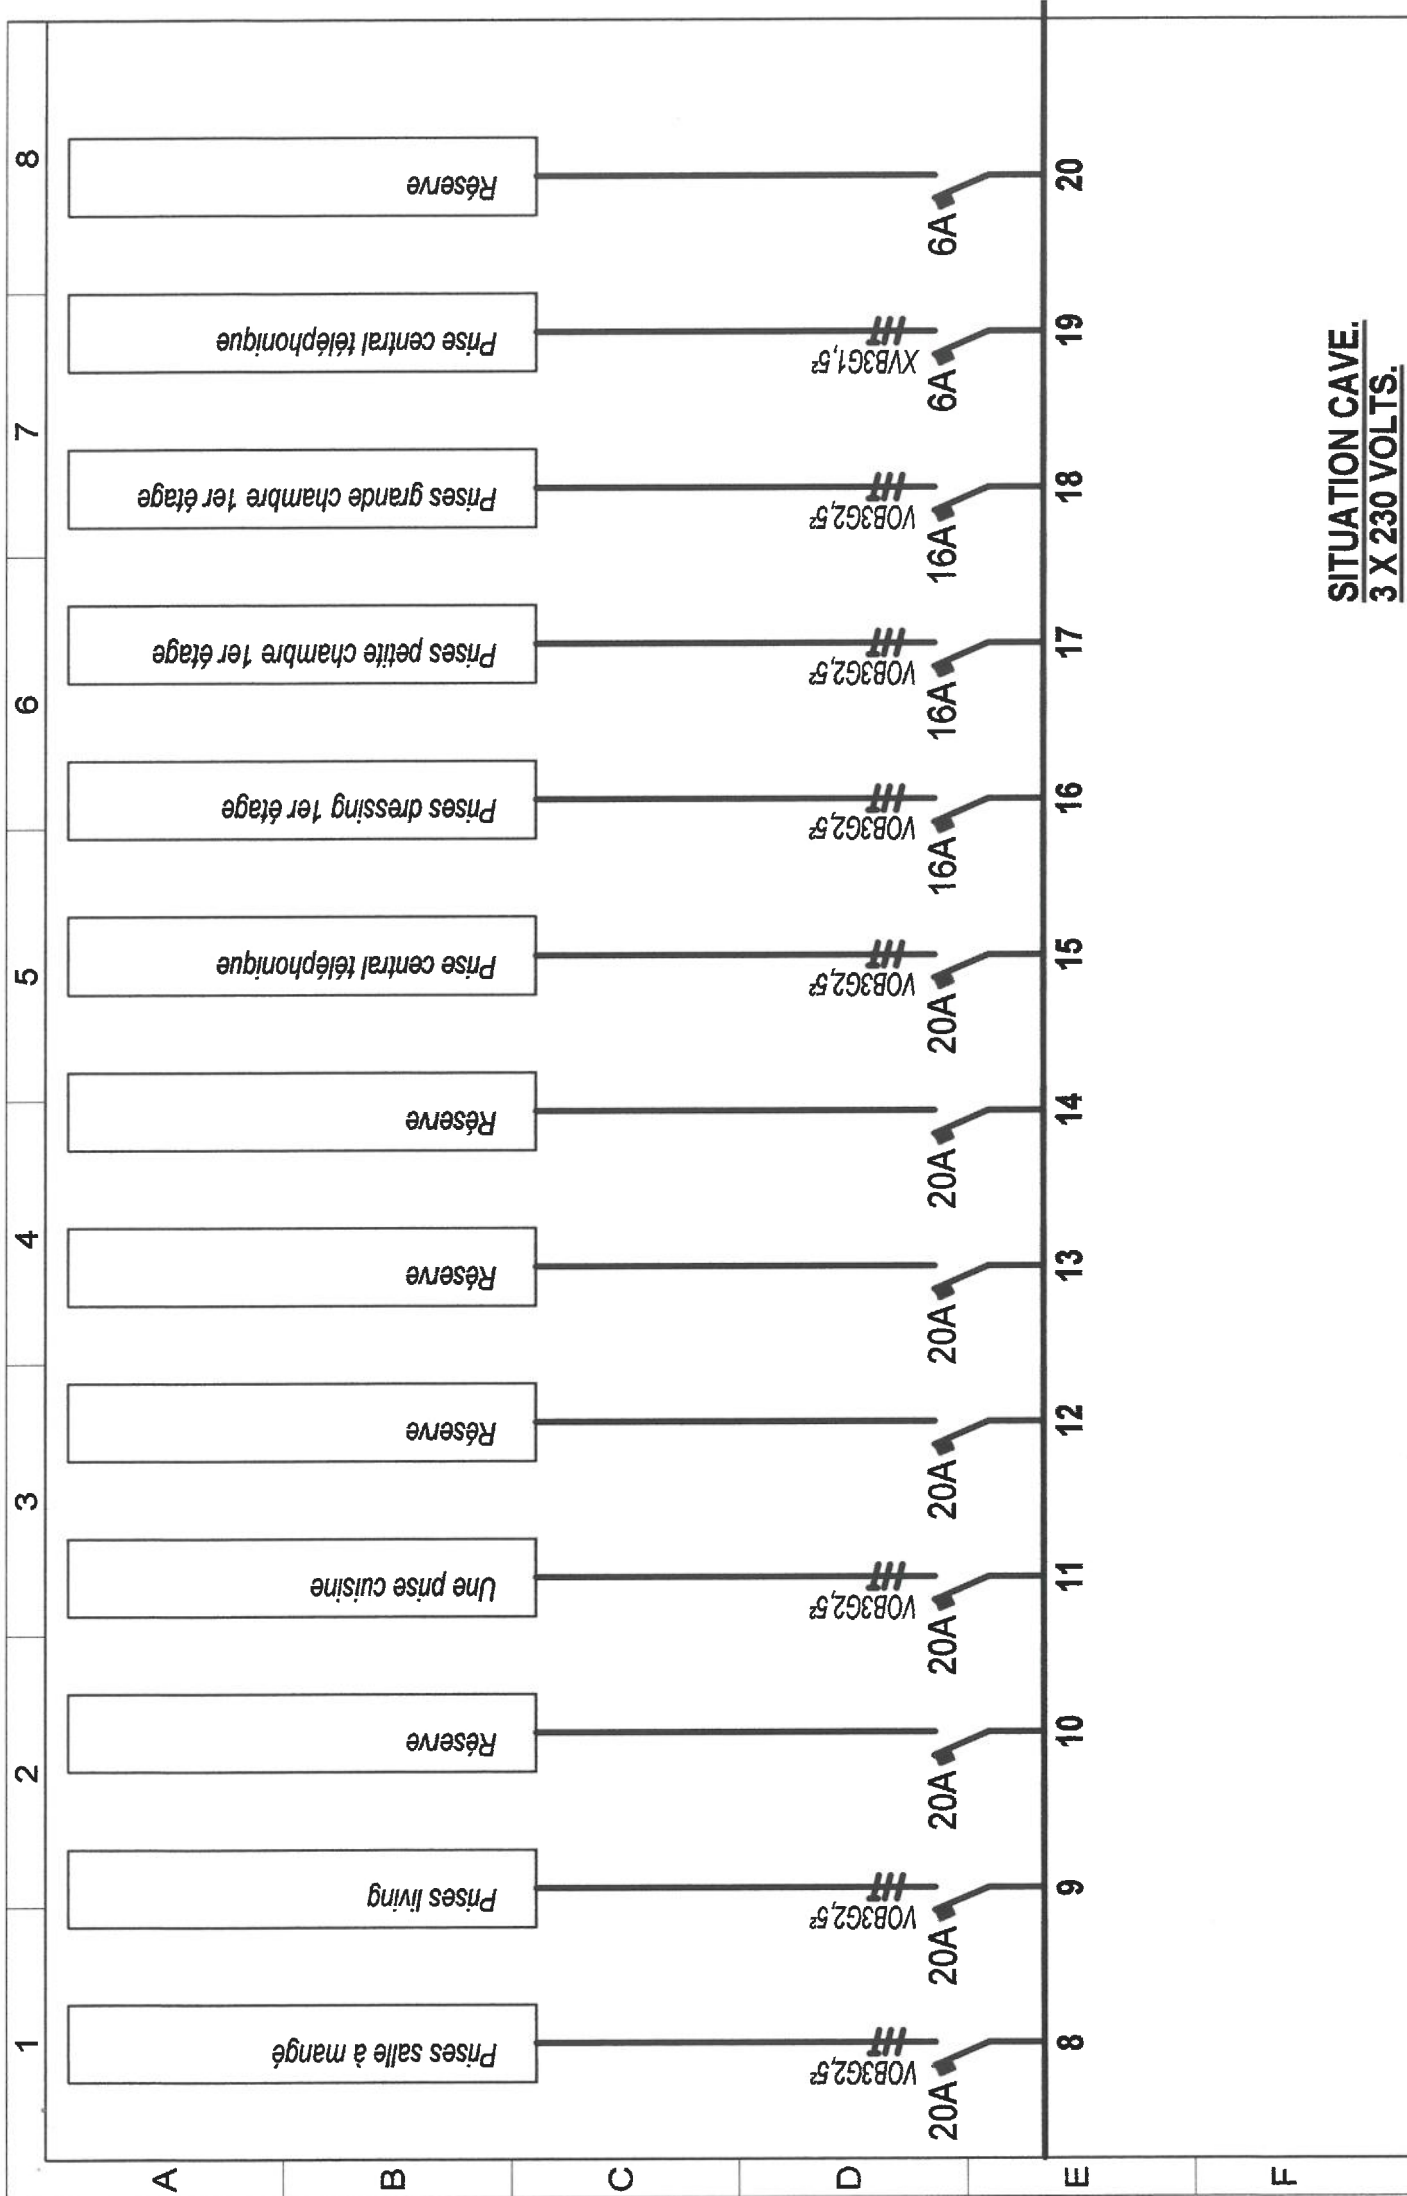 1 2 3 4 5 6 7 8
A
B
C
D
E
F
Prises salle à mangé
Prises living
Réserve
Une prise cuisine
Réserve
Réserve
Réserve
Prise central téléphonique
Prises dressing 1er étage
Prises petite chambre 1er étage
Prises grande chambre 1er étage
Prise central téléphonique
Réserve
VOB3G2,5²
VOB3G2,5²
VOB3G2,5²
VOB3G2,5²
VOB3G2,5²
VOB3G2,5²
VOB3G2,5²
XVB3G1,5²
20A 20A 20A 20A 20A 20A 20A 20A 16A 16A 16A 6A 6A
8 9 10 11 12 13 14 15 16 17 18 19 20
SITUATION CAVE.
3 X 230 VOLTS.